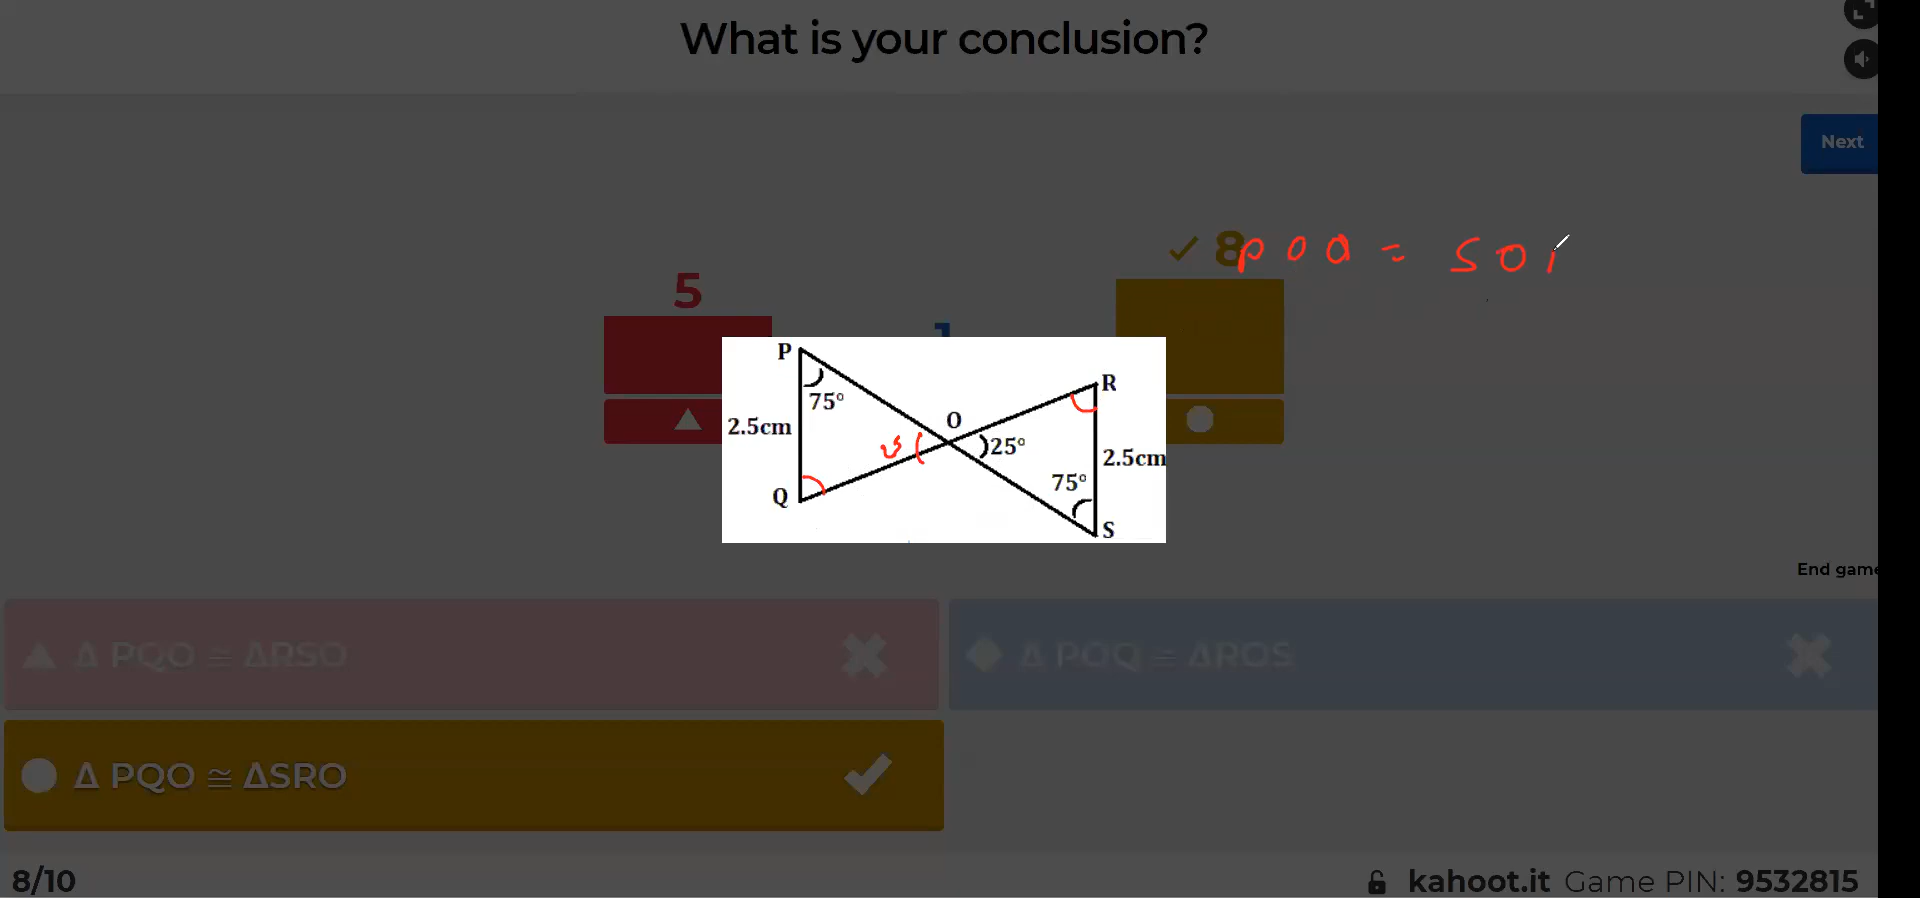 What is your conclusion?
Next
8
POQ = SOR
5
1
P
R
75°
O
2.5cm
25°
2.5cm
75°
Q
S
End game
Δ PQO ≅ ΔRSO
Δ POQ ≅ ΔROS
Δ PQO ≅ ΔSRO
8/10
kahoot.it Game PIN: 9532815